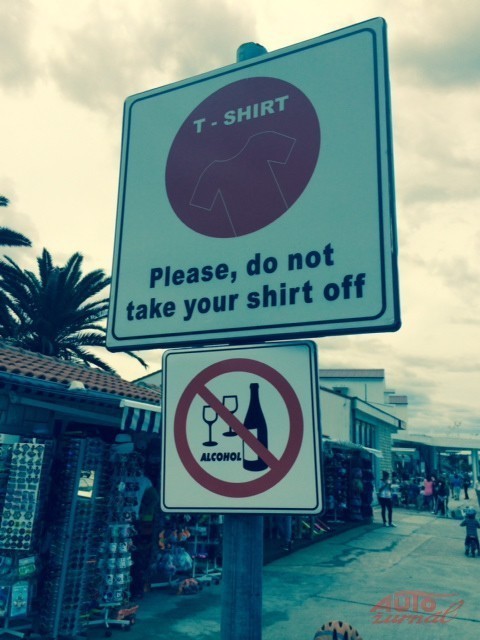 T - SHIRT
Please, do not
take your shirt off
ALCOHOL